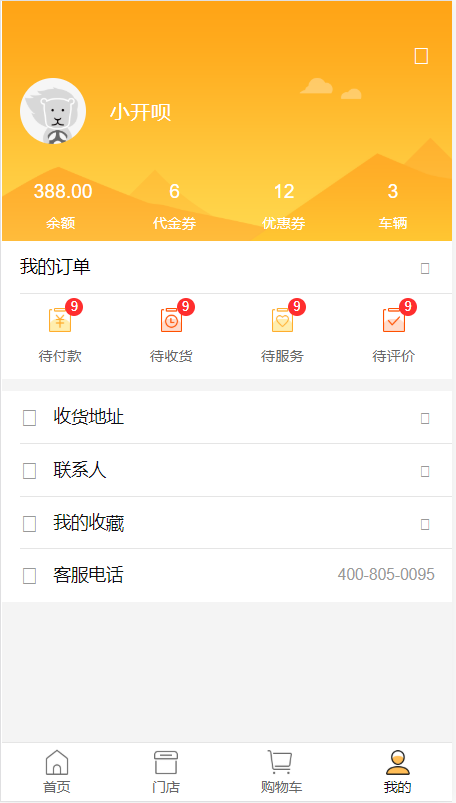 小开呗
388.00 6 12 3
余额 代金券 优惠券 车辆
我的订单
9 9 9 9
待付款 待收货 待服务 待评价
收货地址
联系人
我的收藏
客服电话 400-805-0095
首页 门店 购物车 我的